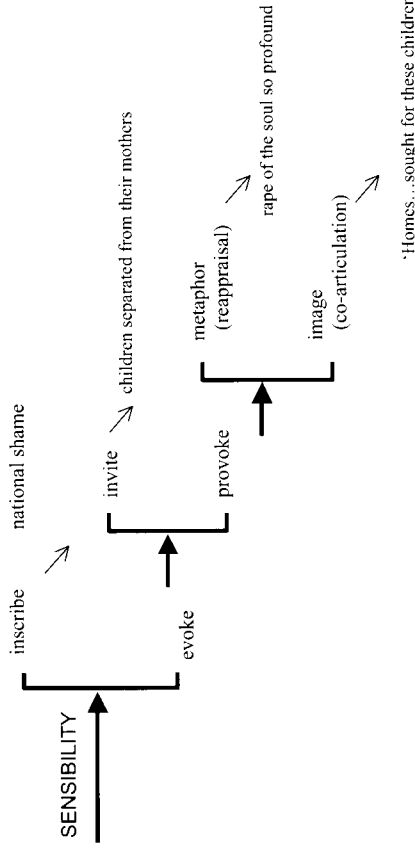 SENSIBILITY
inscribe
national shame
evoke
invite
children separated from their mothers
provoke
metaphor
(reappraisal)
rape of the soul so profound
image
(co-articulation)
‘Homes…sought for these children